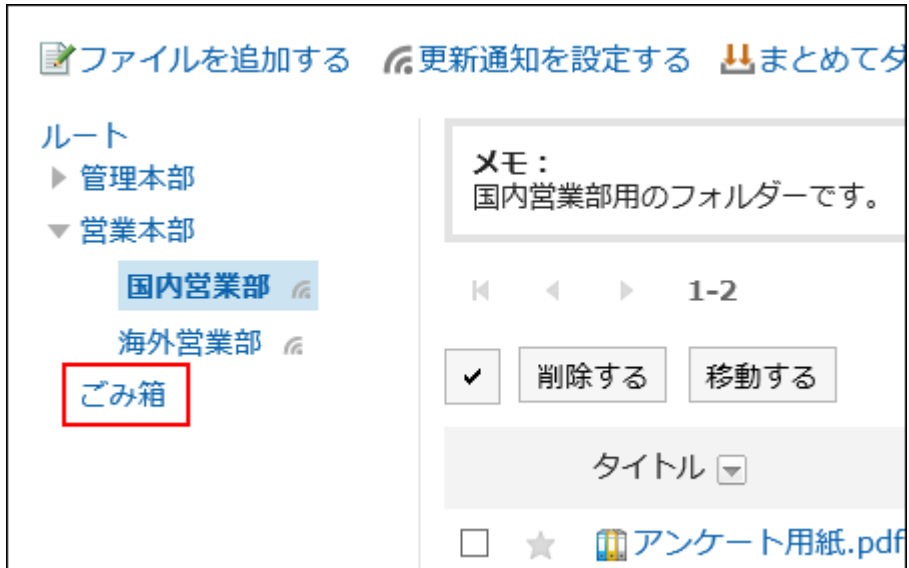 ファイルを追加する 更新通知を設定する まとめてダ
ルート
管理本部
営業本部
国内営業部
海外営業部
ごみ箱
メモ：
国内営業部用のフォルダーです。
1-2
削除する 移動する
タイトル
アンケート用紙.pdf